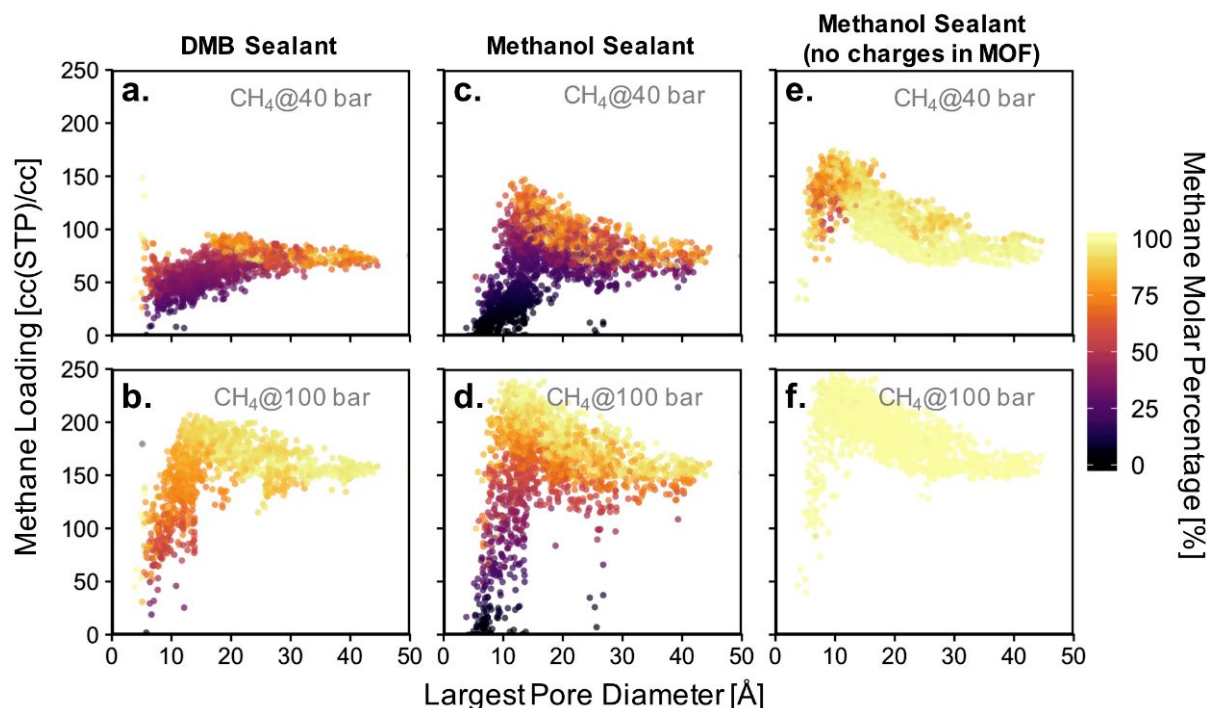 DMB Sealant
Methanol Sealant
Methanol Sealant
(no charges in MOF)
250
200
150
100
50
0
a.
CH₄@40 bar
c.
CH₄@40 bar
e.
CH₄@40 bar
250
200
150
100
50
0
b.
CH₄@100 bar
d.
CH₄@100 bar
f.
CH₄@100 bar
0 10 20 30 40 50
0 10 20 30 40 50
0 10 20 30 40 50
Methane Loading [cc(STP)/cc]
Largest Pore Diameter [Å]
100
75
50
25
0
Methane Molar Percentage [%]